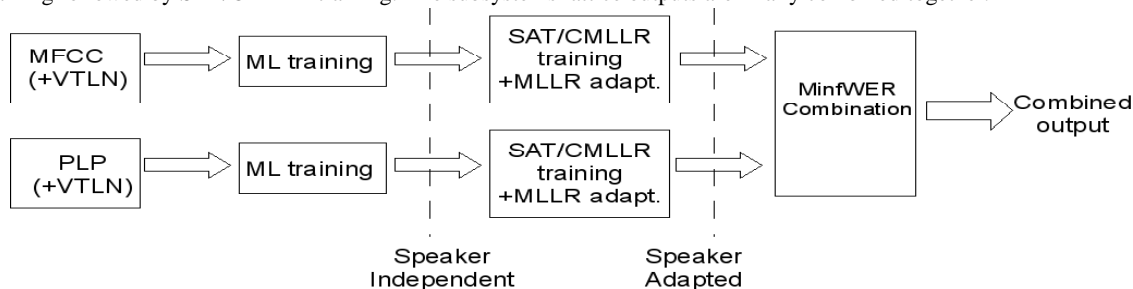 MFCC
(+VTLN)
ML training
SAT/CMLLR
training
+MLLR adapt.
MinfWER
Combination
Combined
output
PLP
(+VTLN)
ML training
SAT/CMLLR
training
+MLLR adapt.
Speaker
Independent
Speaker
Adapted